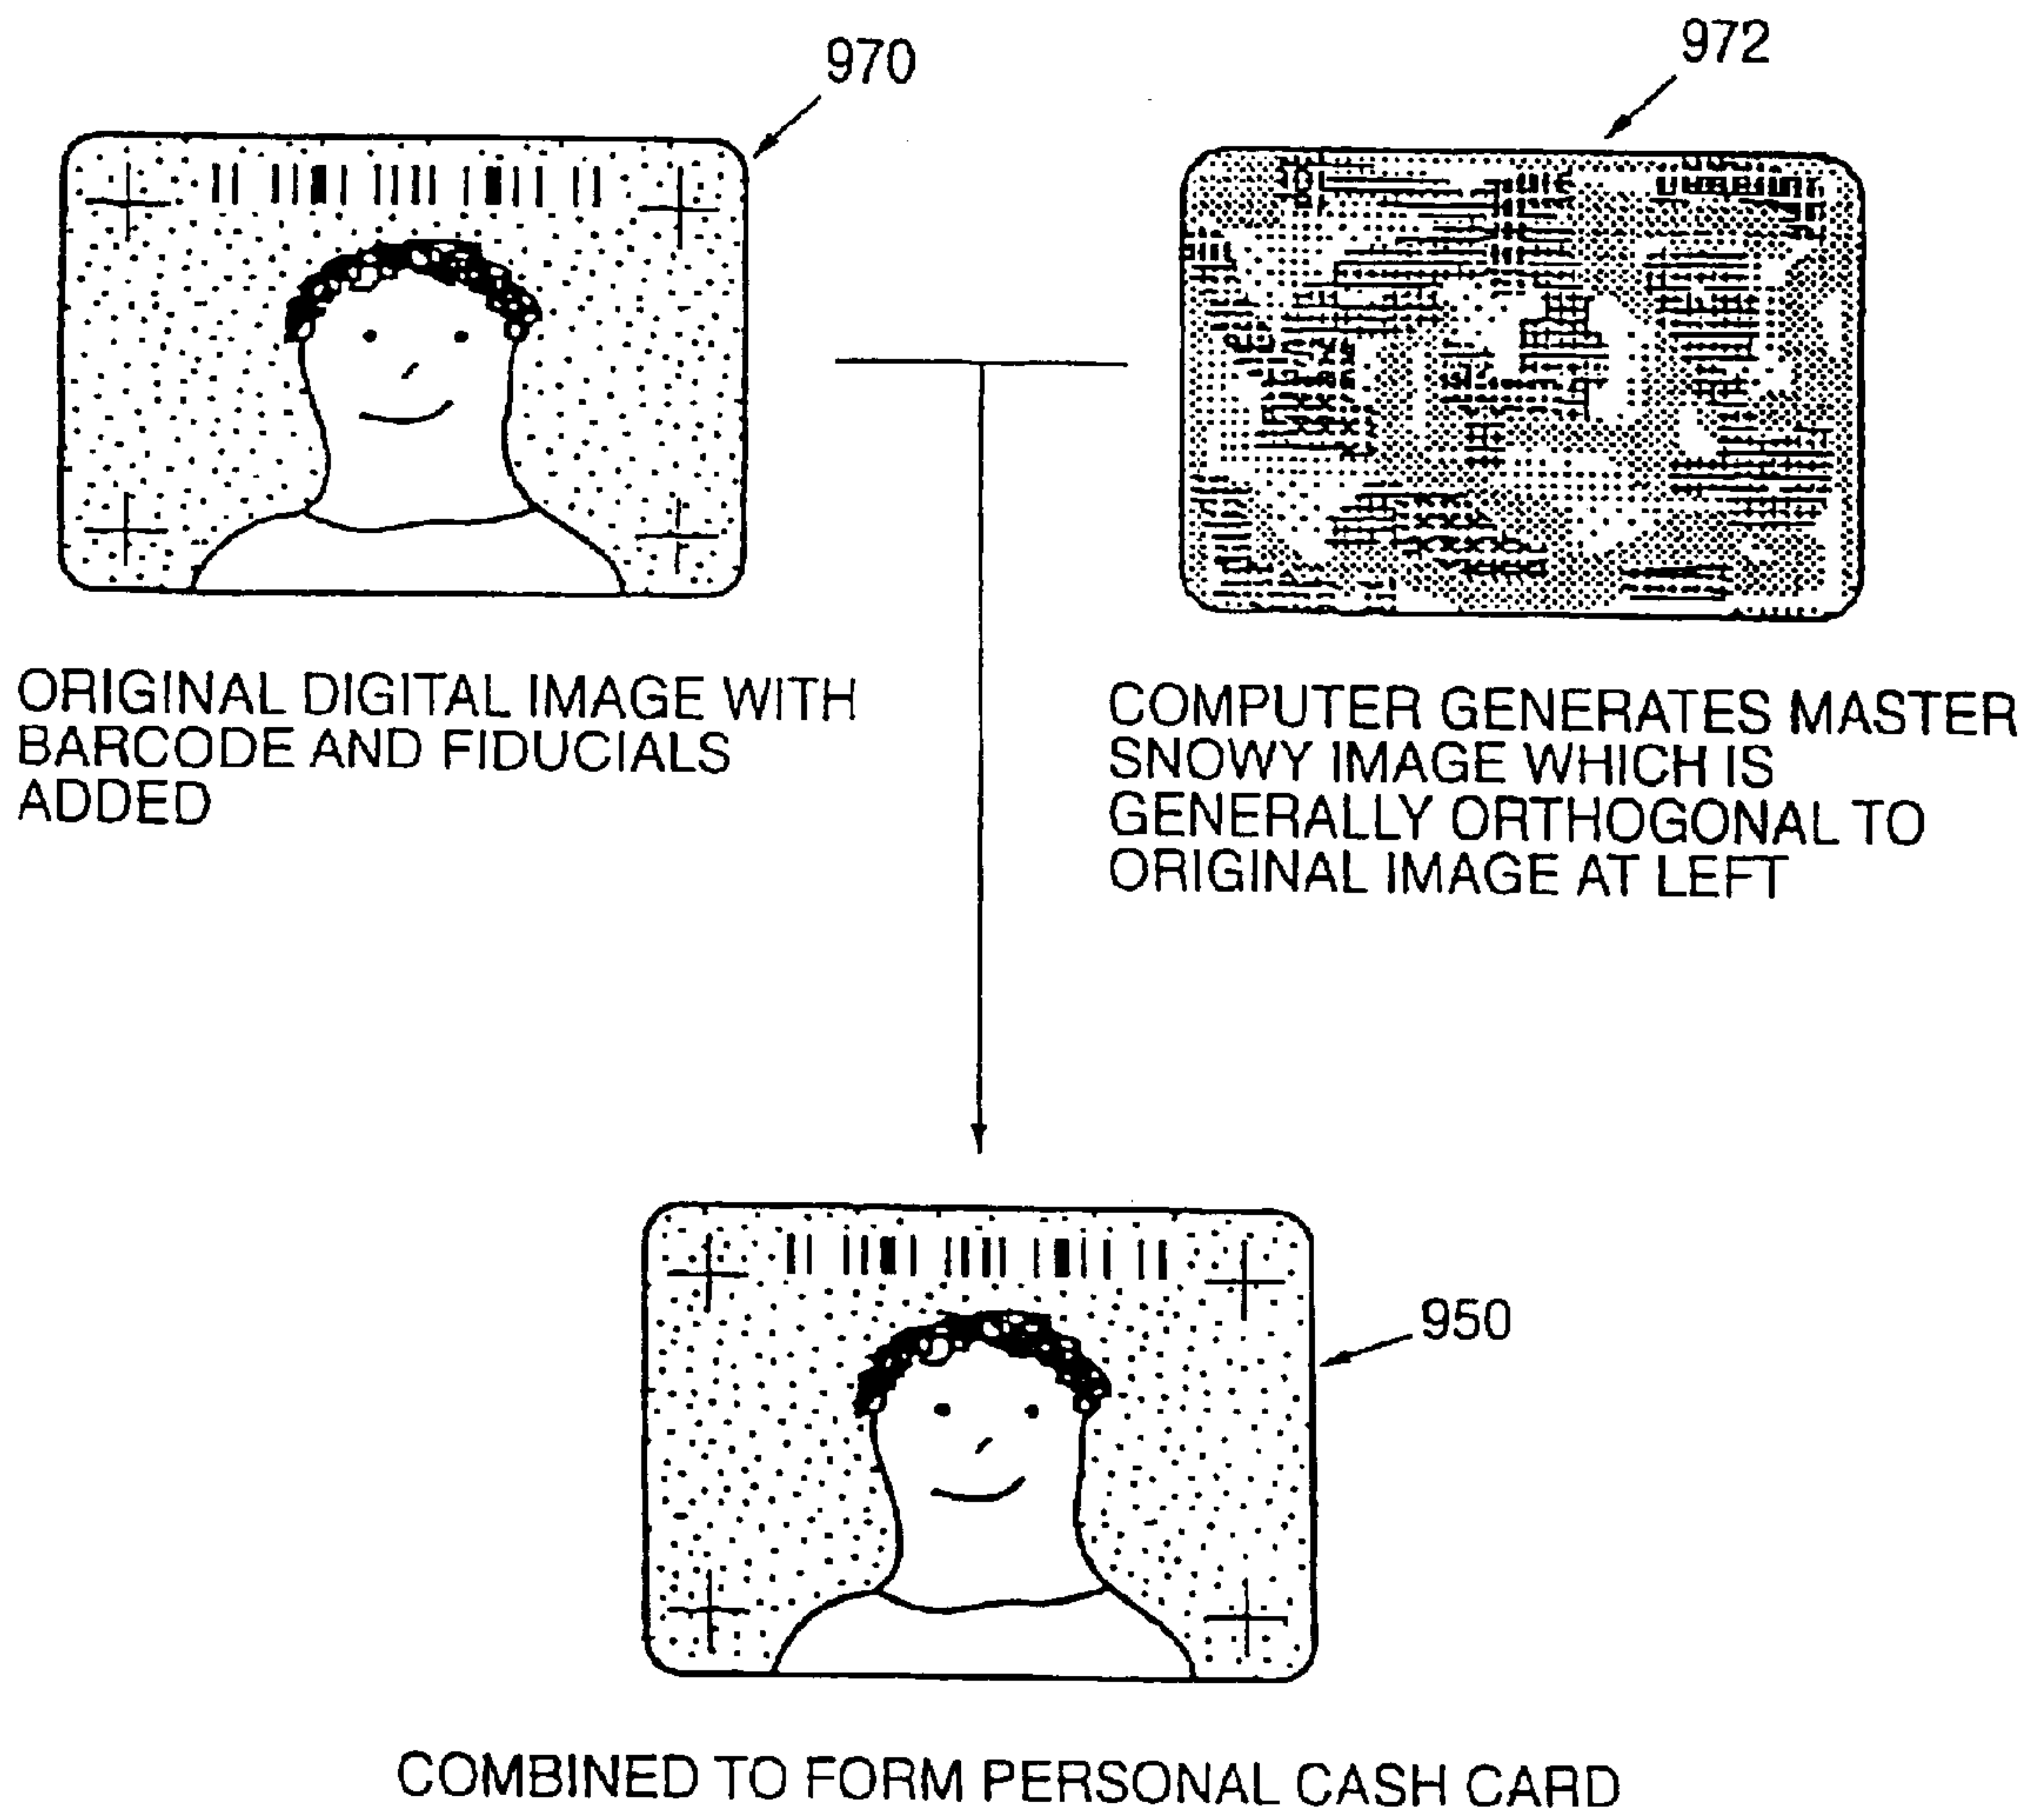 970
972
ORIGINAL DIGITAL IMAGE WITH
BARCODE AND FIDUCIALS
ADDED
COMPUTER GENERATES MASTER
SNOWY IMAGE WHICH IS
GENERALLY ORTHOGONAL TO
ORIGINAL IMAGE AT LEFT
950
COMBINED TO FORM PERSONAL CASH CARD